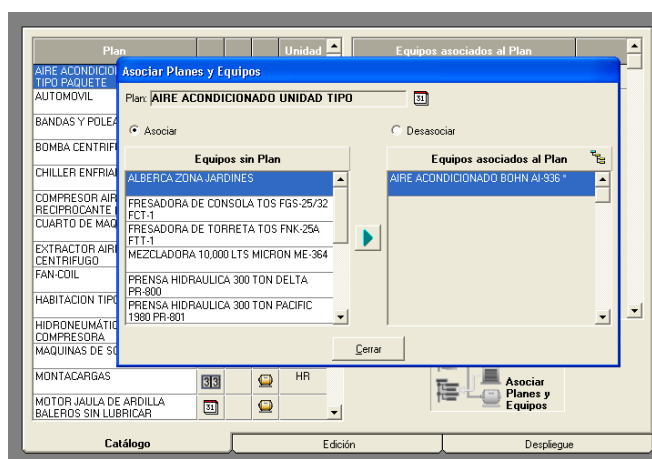 Plan
Unidad
Equipos asociados al Plan
AIRE ACONDICIO
TIPO PAQUETE
AUTOMOVIL
BANDAS Y POLEA
BOMBA CENTRIF
CHILLER ENFRIA
COMPRESOR AIR
RECIPROCANTE
CUARTO DE MAQ
EXTRACTOR AIR
CENTRIFUGO
FAN-COIL
HABITACION TIPO
HIDRONEUMÁTIC
COMPRESORA
MAQUINAS DE SO
MONTACARGAS
HR
MOTOR JAULA DE ARDILLA
BALEROS SIN LUBRICAR
Asociar Planes y Equipos
Plan: AIRE ACONDICIONADO UNIDAD TIPO
31
Asociar
Desasociar
Equipos sin Plan
ALBERCA ZONA JARDINES
FRESADORA DE CONSOLA TOS FGS-25/32
FCT-1
FRESADORA DE TORRETA TOS FNK-25A
FTT-1
MEZCLADORA 10,000 LTS MICRON ME-364
PRENSA HIDRAULICA 300 TON DELTA
PR-800
PRENSA HIDRAULICA 300 TON PACIFIC
1980 PR-801
Equipos asociados al Plan
AIRE ACONDICIONADO BOHN AI-936 *
Cerrar
Asociar
Planes y
Equipos
31
Catálogo
Edición
Despliegue